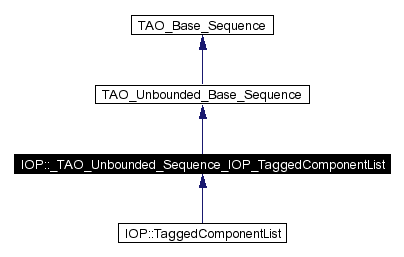 TAO_Base_Sequence
TAO_Unbounded_Base_Sequence
IOP::_TAO_Unbounded_Sequence_IOP_TaggedComponentList
IOP::TaggedComponentList